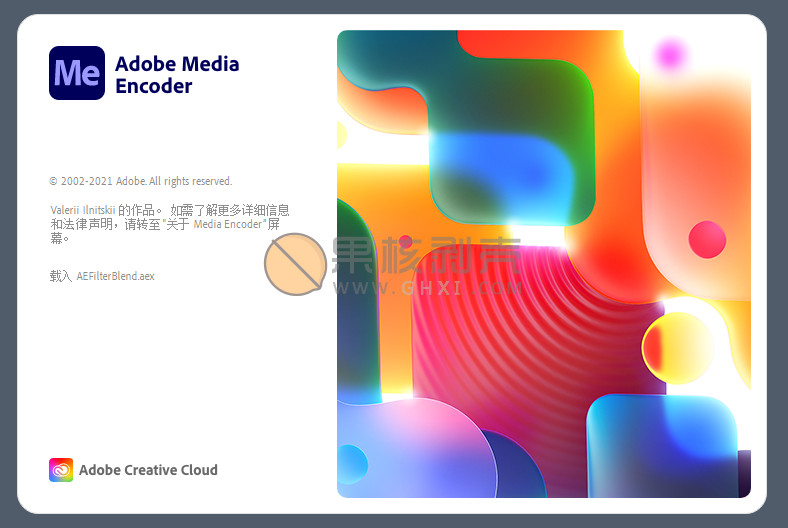 Me
Adobe Media
Encoder
© 2002-2021 Adobe. All rights reserved.
Valerii Ilnitskii 的作品。 如需了解更多详细信息
和法律声明，请转至"关于 Media Encoder"屏
幕。
果核剥壳
WWW.GHXI.COM
载入 AEFilterBlend.aex
Adobe Creative Cloud